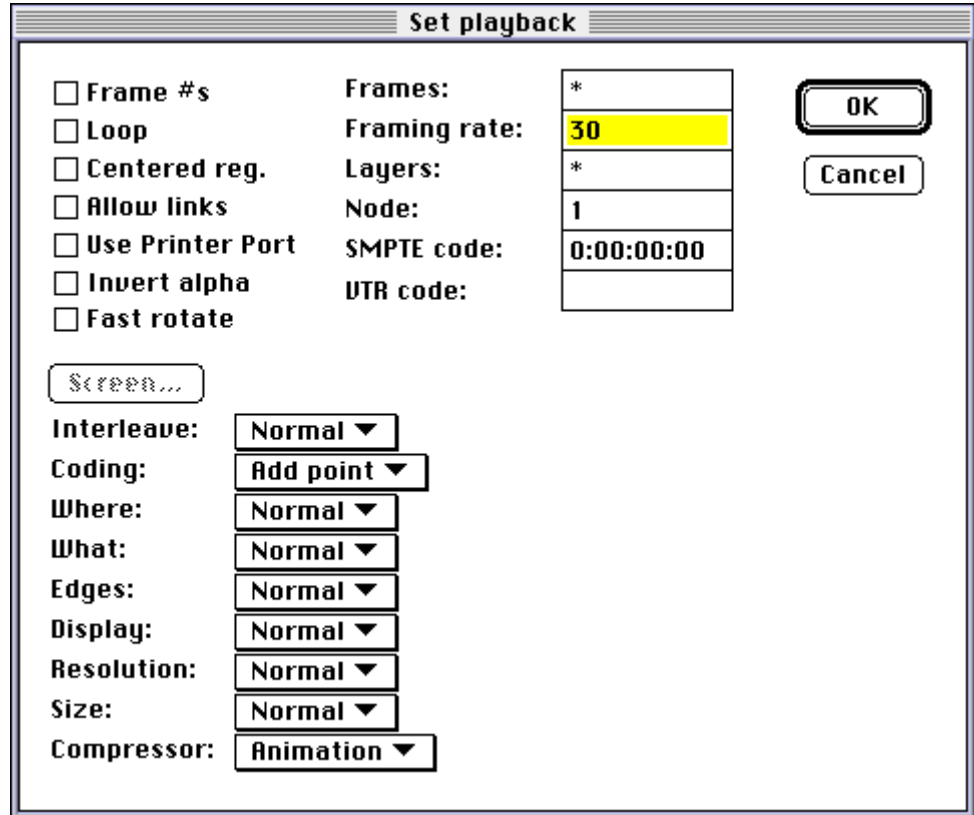 Set playback
Frame #s
Loop
Centered reg.
Allow links
Use Printer Port
Invert alpha
Fast rotate
Frames: *
Framing rate: 30
Layers: *
Node: 1
SMPTE code: 0:00:00:00
VTR code:
OK
Cancel
Screen...
Interleave: Normal
Coding: Add point
Where: Normal
What: Normal
Edges: Normal
Display: Normal
Resolution: Normal
Size: Normal
Compressor: Animation